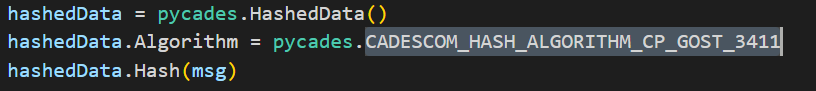 hashedData = pycades.HashedData()
hashedData.Algorithm = pycades.CADESCOM_HASH_ALGORITHM_CP_GOST_3411
hashedData.Hash(msg)